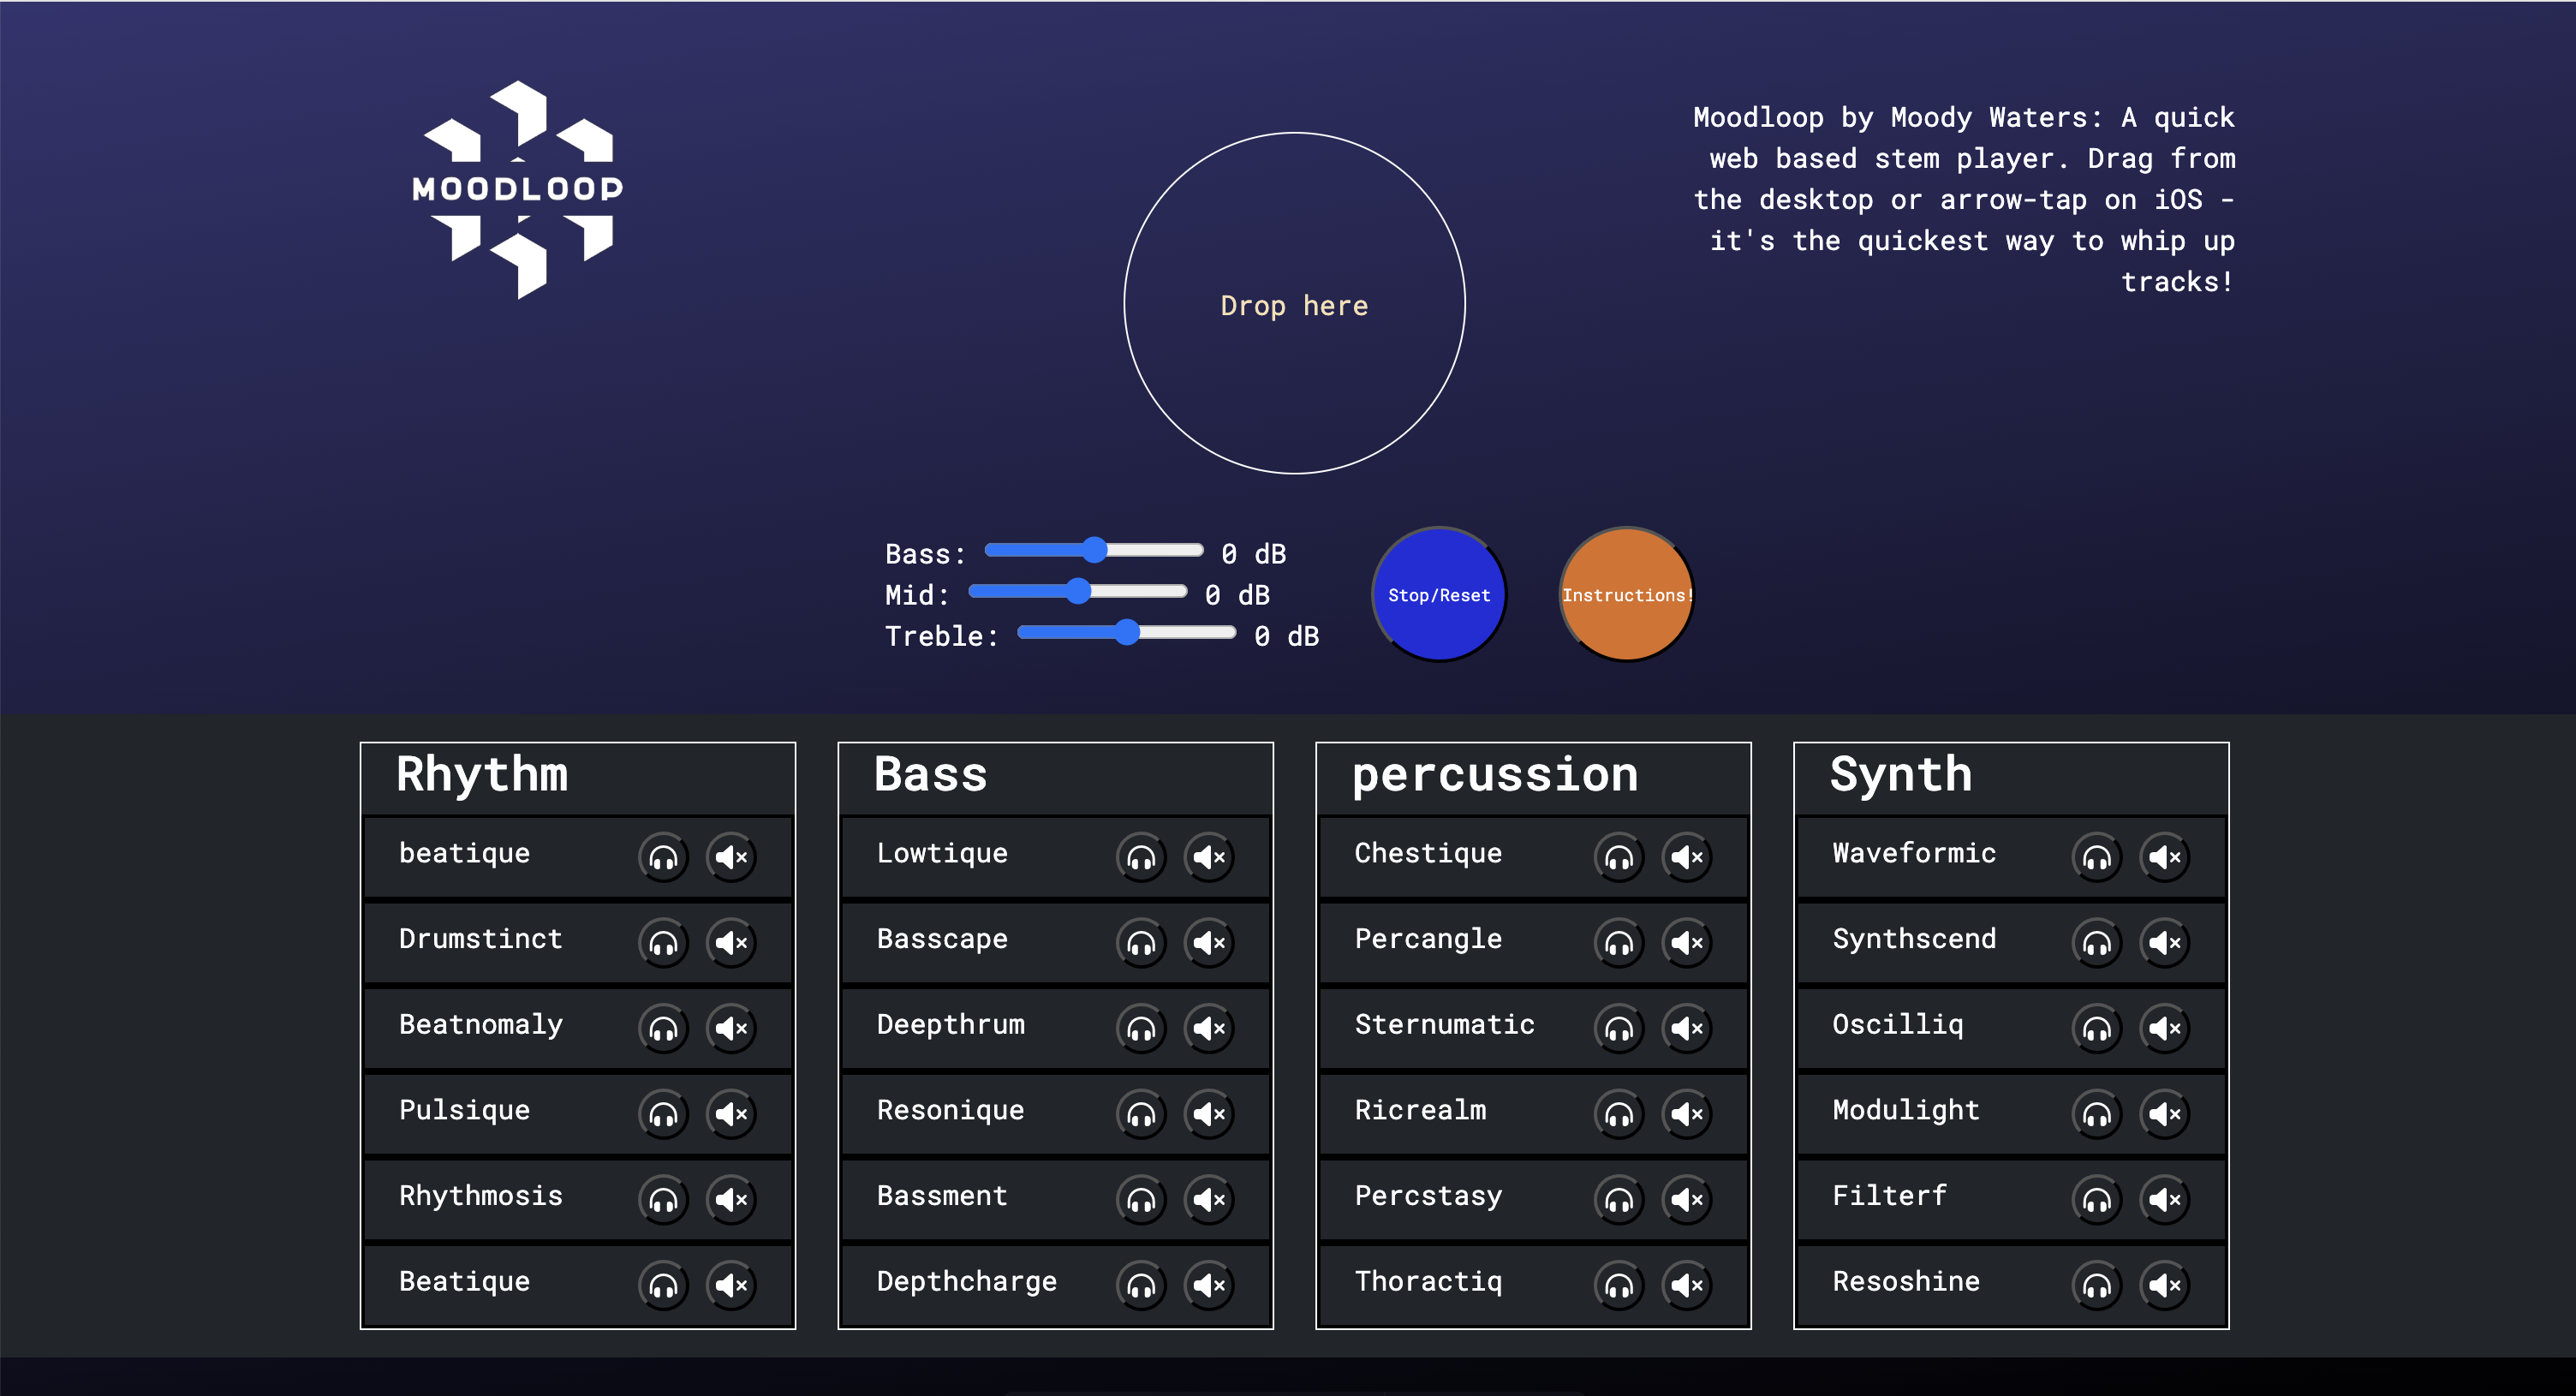 MOODLOOP
Moodloop by Moody Waters: A quick
web based stem player. Drag from
the desktop or arrow-tap on iOS -
it's the quickest way to whip up
tracks!
Drop here
Bass: 0 dB
Mid: 0 dB
Treble: 0 dB
Stop/Reset
Instructions!
Rhythm
beatique
Drumstinct
Beatnomaly
Pulsique
Rhythmosis
Beatique
Bass
Lowtique
Basscape
Deepthrum
Resonique
Bassment
Depthcharge
percussion
Chestique
Percangle
Sternumatic
Ricrealm
Percstasy
Thoractiq
Synth
Waveformic
Synthscend
Oscilliq
Modulight
Filterf
Resoshine